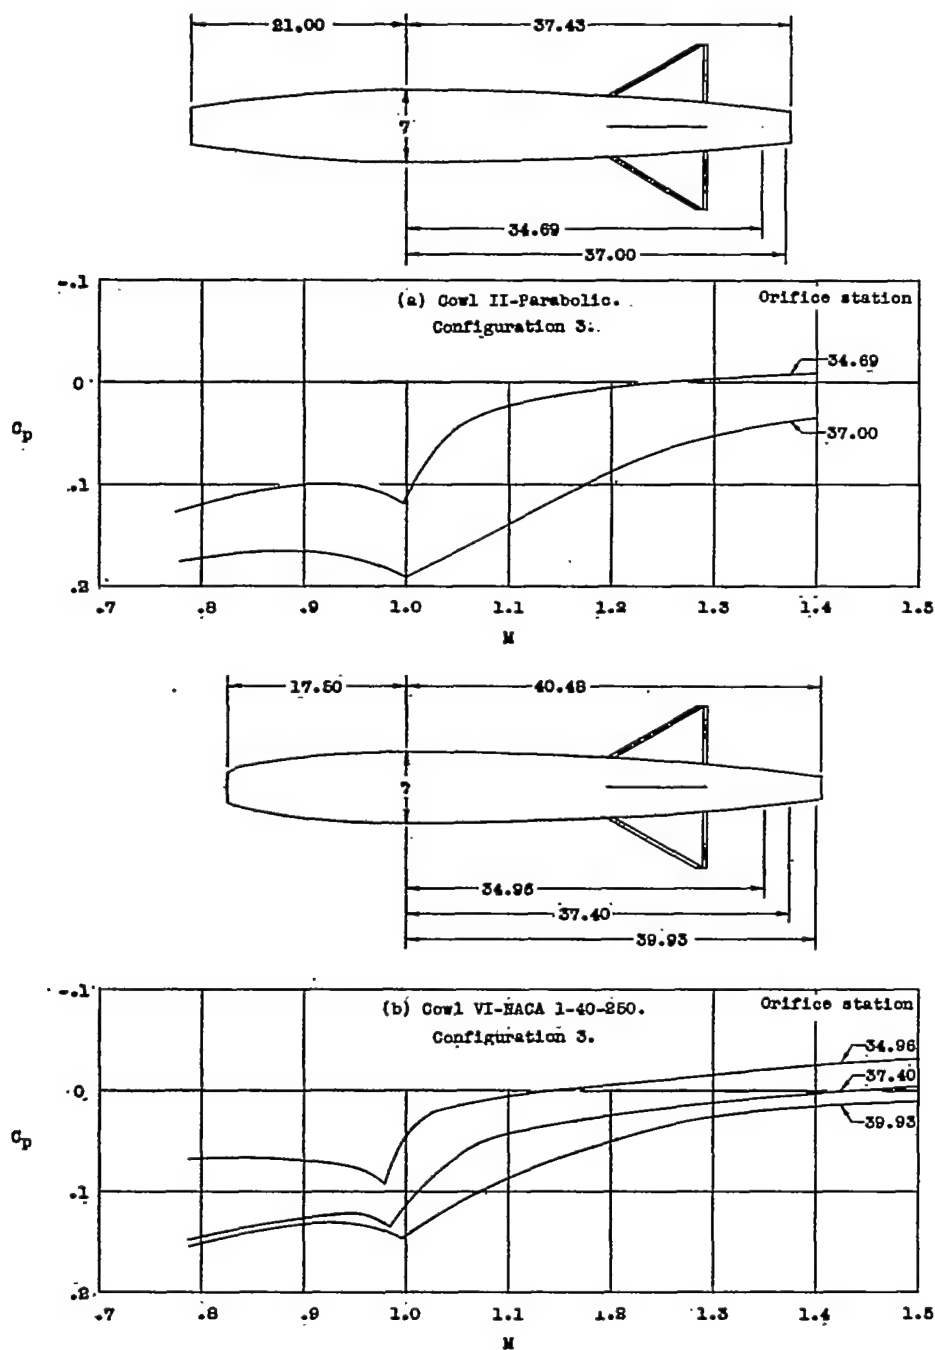 21.00 37.43
7
34.69
37.00
-.1
(a) Cowl II-Parabolic. Orifice station
Configuration 3.
0
34.69
Cp
37.00
.1
.2
.7 .8 .9 1.0 1.1 1.2 1.3 1.4 1.5
M
17.50 40.48
7
34.96
37.40
39.93
-.1
(b) Cowl VI-NACA 1-40-250. Orifice station
Configuration 3.
34.96
37.40
0
39.93
Cp
.1
.2
.7 .8 .9 1.0 1.1 1.2 1.3 1.4 1.5
M